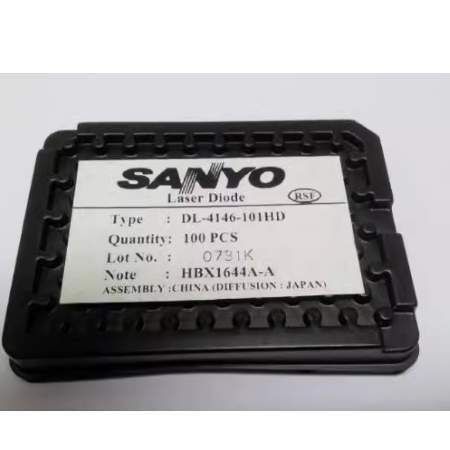 SANYO
Laser Diode
RSF
Type : DL-4146-101HD
Quantity: 100 PCS
Lot No. : 0731K
Note : HBX1644A-A
ASSEMBLY :CHINA (DIFFUSION : JAPAN)